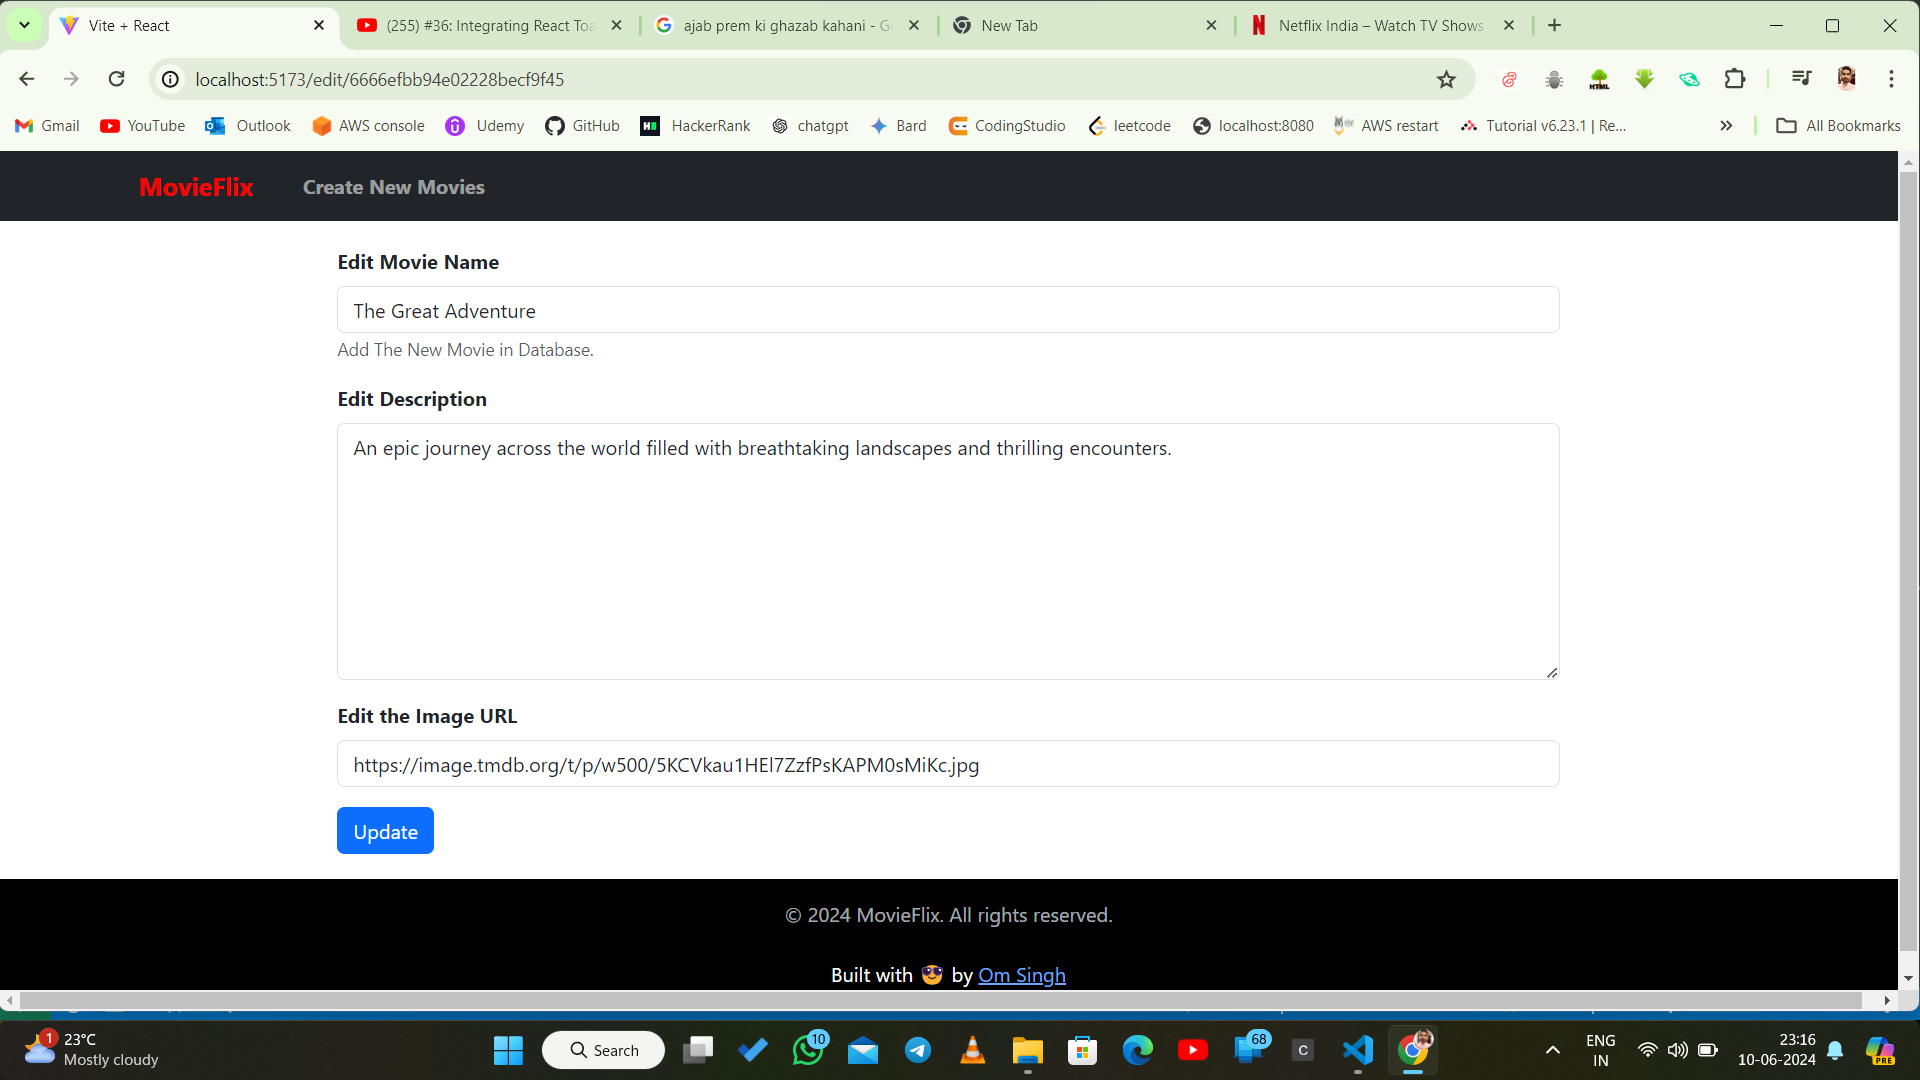 Vite + React
(255) #36: Integrating React Toa
ajab prem ki ghazab kahani - G
New Tab
Netflix India – Watch TV Shows
localhost:5173/edit/6666efbb94e02228becf9f45
Gmail
YouTube
Outlook
AWS console
Udemy
GitHub
HackerRank
chatgpt
Bard
CodingStudio
leetcode
localhost:8080
AWS restart
Tutorial v6.23.1 | Re...
All Bookmarks
MovieFlix
Create New Movies
Edit Movie Name
The Great Adventure
Add The New Movie in Database.
Edit Description
An epic journey across the world filled with breathtaking landscapes and thrilling encounters.
Edit the Image URL
https://image.tmdb.org/t/p/w500/5KCVkau1HEl7ZzfPsKAPM0sMiKc.jpg
Update
© 2024 MovieFlix. All rights reserved.
Built with 😎 by Om Singh
1
23°C
Mostly cloudy
Search
10
68
C
ENG
IN
23:16
10-06-2024
PRE